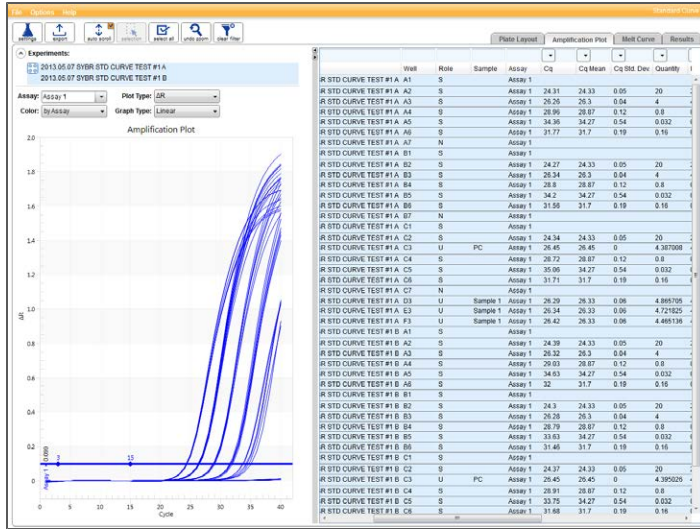 File Options Help
Standard Curve
settings export auto scroll selection select all undo zoom clear filter
Plate Layout Amplification Plot Melt Curve Results
Experiments:
2013.05.07 SYBR STD CURVE TEST #1 A
2013.05.07 SYBR STD CURVE TEST #1 B
Assay: Assay 1 Plot Type: ΔR
Color: by Assay Graph Type: Linear
Amplification Plot
2.0
1.8
1.6
1.4
1.2
1.0
0.8
0.6
0.4
0.2
0
ΔR
3 15
0 5 10 15 20 25 30 35 40
Cycle
Well Role Sample Assay Cq Cq Mean Cq Std. Dev Quantity
R STD CURVE TEST #1 A A1 S Assay 1
R STD CURVE TEST #1 A A2 S Assay 1 24.31 24.33 0.05 20
R STD CURVE TEST #1 A A3 S Assay 1 26.26 26.3 0.04 4
R STD CURVE TEST #1 A A4 S Assay 1 28.96 28.87 0.12 0.8
R STD CURVE TEST #1 A A5 S Assay 1 34.36 34.27 0.54 0.032
R STD CURVE TEST #1 A A6 S Assay 1 31.77 31.7 0.19 0.16
R STD CURVE TEST #1 A A7 N Assay 1
R STD CURVE TEST #1 A B1 S Assay 1
R STD CURVE TEST #1 A B2 S Assay 1 24.27 24.33 0.05 20
R STD CURVE TEST #1 A B3 S Assay 1 26.34 26.3 0.04 4
R STD CURVE TEST #1 A B4 S Assay 1 28.8 28.87 0.12 0.8
R STD CURVE TEST #1 A B5 S Assay 1 34.2 34.27 0.54 0.032
R STD CURVE TEST #1 A B6 S Assay 1 31.56 31.7 0.19 0.16
R STD CURVE TEST #1 A B7 N Assay 1
R STD CURVE TEST #1 A C1 S Assay 1
R STD CURVE TEST #1 A C2 S Assay 1 24.34 24.33 0.05 20
R STD CURVE TEST #1 A C3 U PC Assay 1 26.45 26.45 0 4.387008
R STD CURVE TEST #1 A C4 S Assay 1 28.72 28.87 0.12 0.8
R STD CURVE TEST #1 A C5 S Assay 1 35.06 34.27 0.54 0.032
R STD CURVE TEST #1 A C6 S Assay 1 31.71 31.7 0.19 0.16
R STD CURVE TEST #1 A C7 N Assay 1
R STD CURVE TEST #1 A D3 U Sample 1 Assay 1 26.29 26.33 0.06 4.865705
R STD CURVE TEST #1 A E3 U Sample 1 Assay 1 26.34 26.33 0.06 4.721825
R STD CURVE TEST #1 A F3 U Sample 1 Assay 1 26.42 26.33 0.06 4.465136
R STD CURVE TEST #1 B A1 S Assay 1
R STD CURVE TEST #1 B A2 S Assay 1 24.39 24.33 0.05 20
R STD CURVE TEST #1 B A3 S Assay 1 26.32 26.3 0.04 4
R STD CURVE TEST #1 B A4 S Assay 1 29.03 28.87 0.12 0.8
R STD CURVE TEST #1 B A5 S Assay 1 34.63 34.27 0.54 0.032
R STD CURVE TEST #1 B A6 S Assay 1 32 31.7 0.19 0.16
R STD CURVE TEST #1 B B1 S Assay 1
R STD CURVE TEST #1 B B2 S Assay 1 24.3 24.33 0.05 20
R STD CURVE TEST #1 B B3 S Assay 1 26.28 26.3 0.04 4
R STD CURVE TEST #1 B B4 S Assay 1 28.79 28.87 0.12 0.8
R STD CURVE TEST #1 B B5 S Assay 1 33.63 34.27 0.54 0.032
R STD CURVE TEST #1 B B6 S Assay 1 31.46 31.7 0.19 0.16
R STD CURVE TEST #1 B C1 S Assay 1
R STD CURVE TEST #1 B C2 S Assay 1 24.37 24.33 0.05 20
R STD CURVE TEST #1 B C3 U PC Assay 1 26.45 26.45 0 4.395026
R STD CURVE TEST #1 B C4 S Assay 1 28.91 28.87 0.12 0.8
R STD CURVE TEST #1 B C5 S Assay 1 33.75 34.27 0.54 0.032
R STD CURVE TEST #1 B C6 S Assay 1 31.68 31.7 0.19 0.16